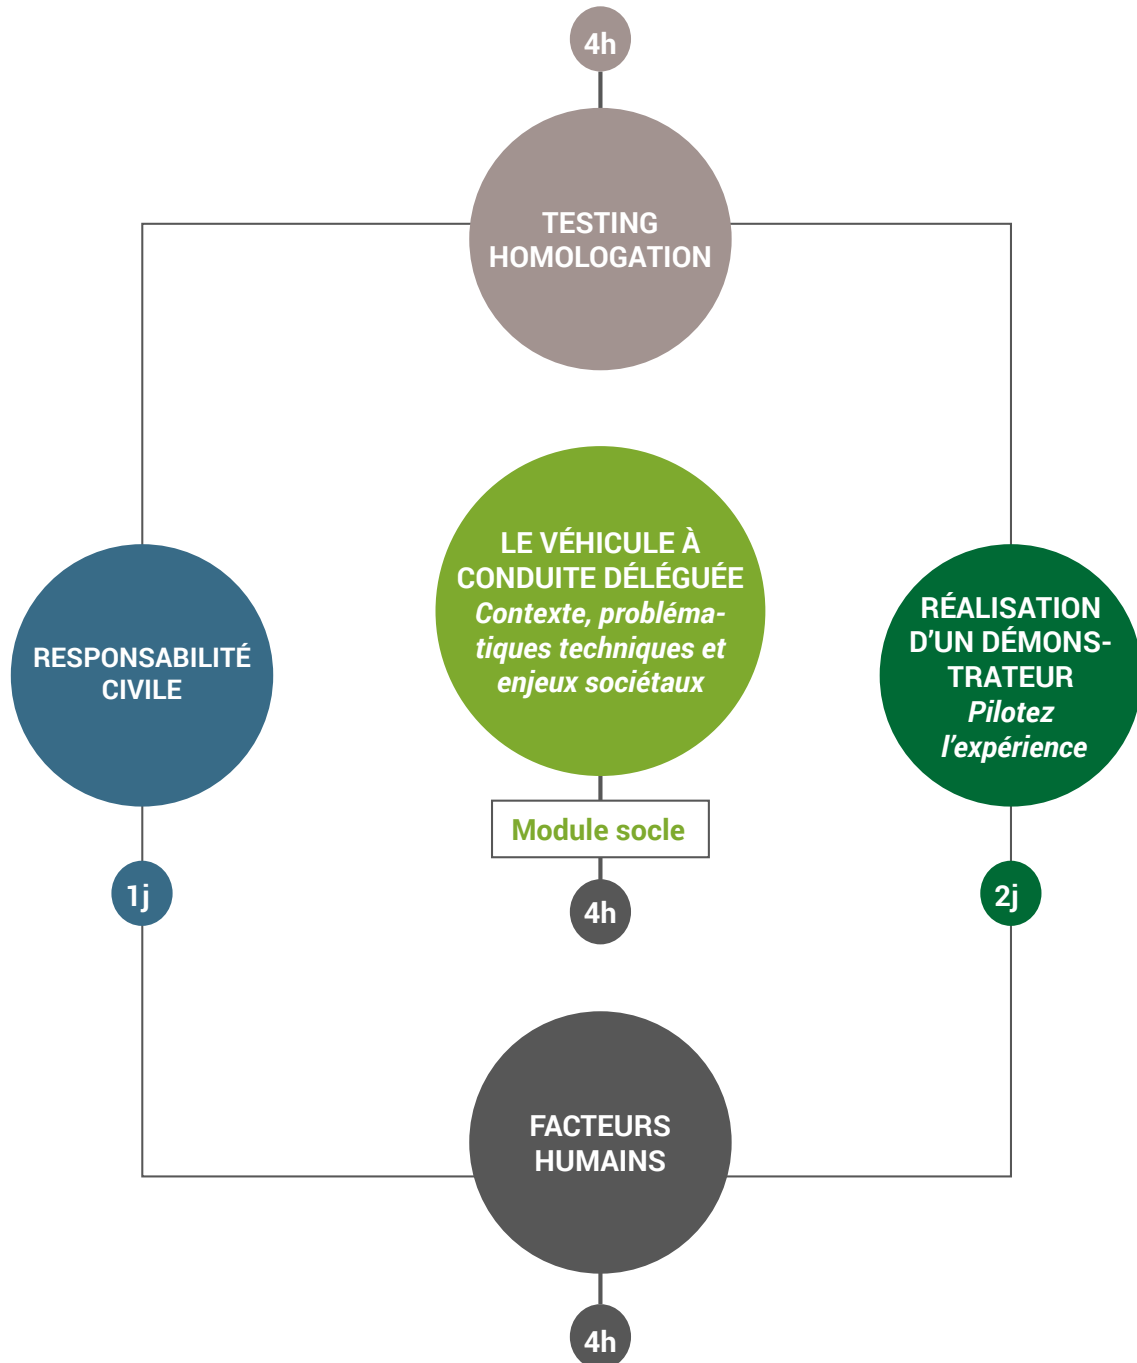 4h
TESTING
HOMOLOGATION
LE VÉHICULE À
CONDUITE DÉLÉGUÉE
Contexte, probléma-
tiques techniques et
enjeux sociétaux
RESPONSABILITÉ
CIVILE
RÉALISATION
D'UN DÉMONS-
TRATEUR
Pilotez
l'expérience
Module socle
1j
4h
2j
FACTEURS
HUMAINS
4h